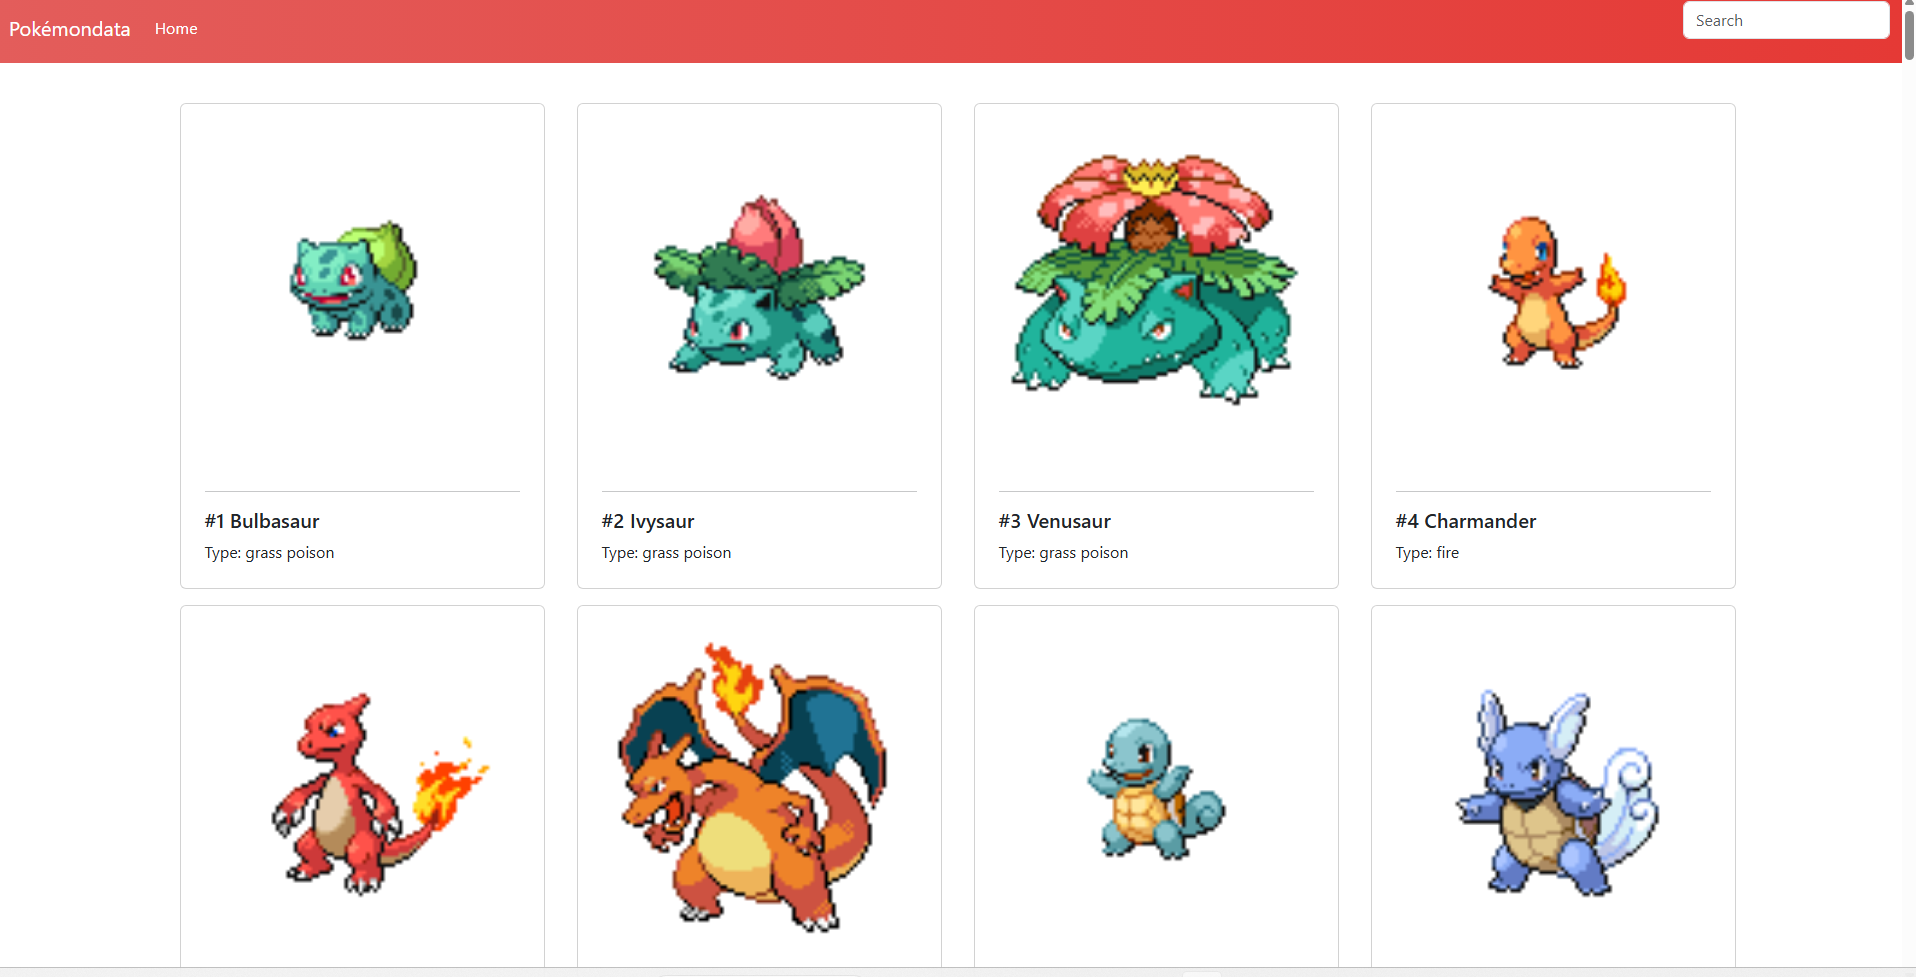 Pokémondata Home Search
#1 Bulbasaur
Type: grass poison
#2 Ivysaur
Type: grass poison
#3 Venusaur
Type: grass poison
#4 Charmander
Type: fire